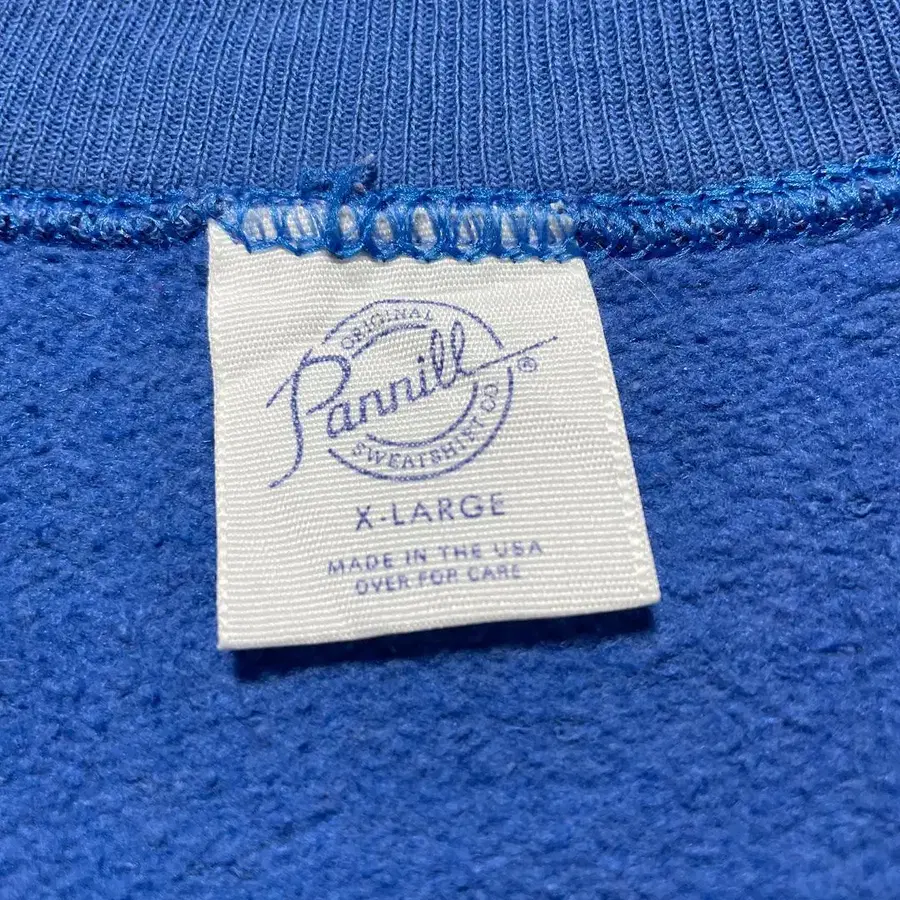 ORIGINAL
Pannill®
SWEATSHIRT CO
X-LARGE
MADE IN THE USA
OVER FOR CARE